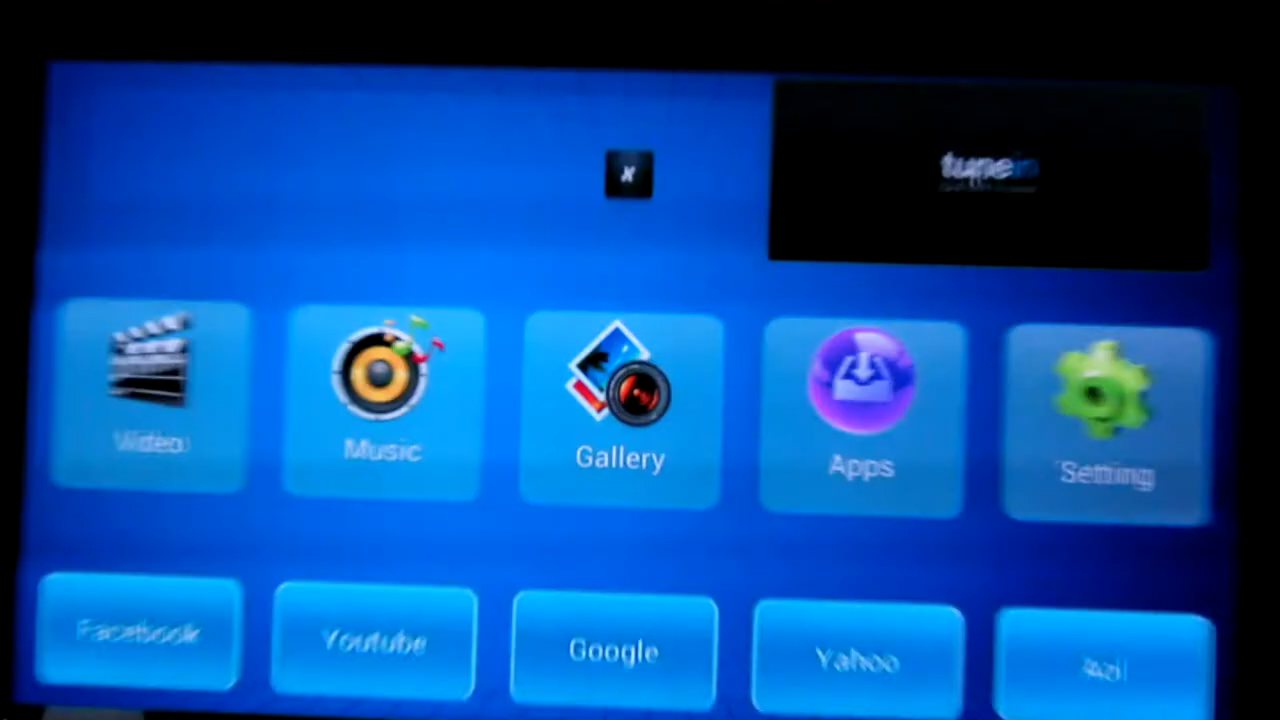 x
tunein
Video
Music
Gallery
Apps
Setting
Facebook
Youtube
Google
Yahoo